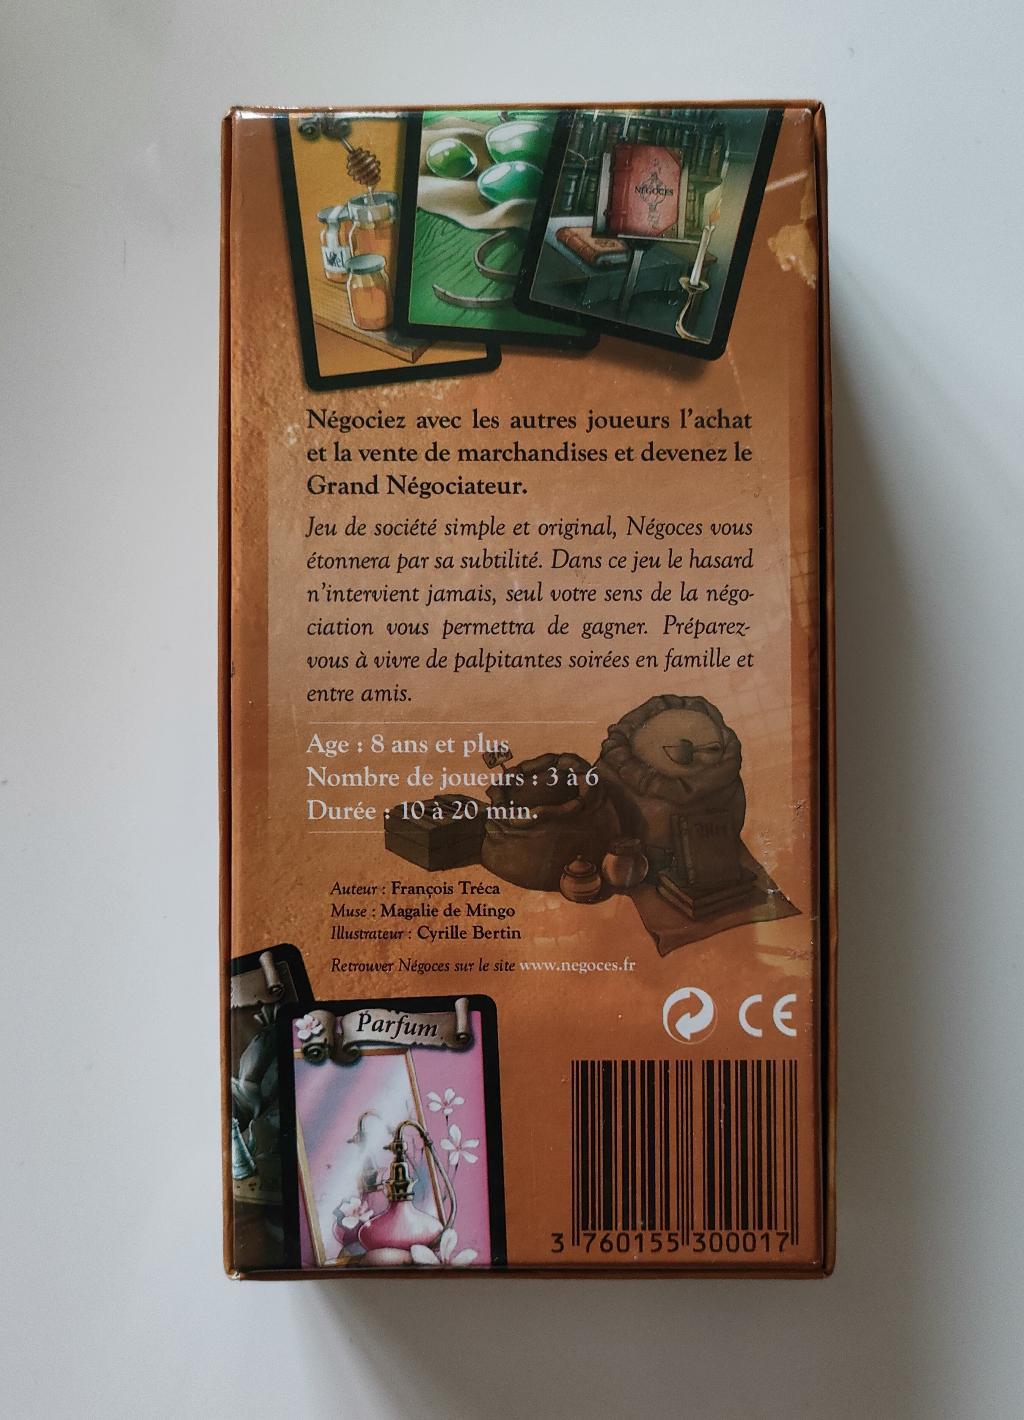 Miel
NÉGOCES
Négociez avec les autres joueurs l'achat
et la vente de marchandises et devenez le
Grand Négociateur.
Jeu de société simple et original, Négoces vous
étonnera par sa subtilité. Dans ce jeu le hasard
n'intervient jamais, seul votre sens de la négo-
ciation vous permettra de gagner. Préparez-
vous à vivre de palpitantes soirées en famille et
entre amis.
Age : 8 ans et plus
Nombre de joueurs : 3 à 6
Durée : 10 à 20 min.
Auteur : François Tréca
Muse : Magalie de Mingo
Illustrateur : Cyrille Bertin
Retrouver Négoces sur le site www.negoces.fr
CE
Parfum
3 760155 300017